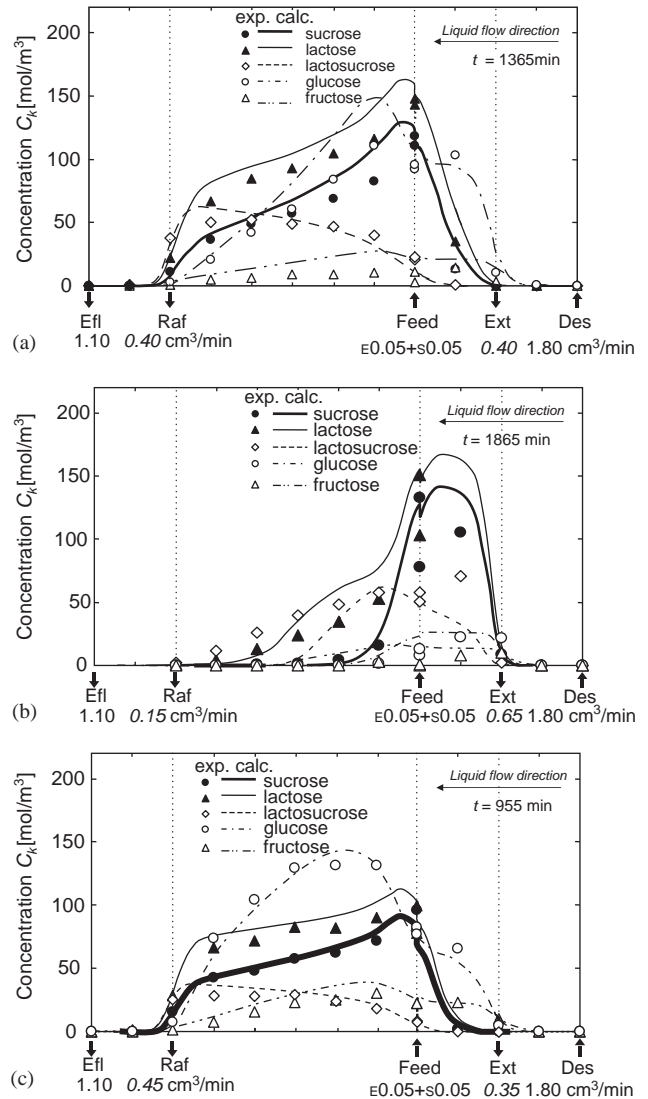 exp. calc.
sucrose
lactose
lactosucrose
glucose
fructose
Liquid flow direction
t = 1365min
Concentration Ck[mol/m³]
200
150
100
50
0
Efl Raf Feed Ext Des
1.10 0.40 cm³/min E0.05+S0.05 0.40 1.80 cm³/min
(a)
exp. calc.
sucrose
lactose
lactosucrose
glucose
fructose
Liquid flow direction
t = 1865 min
Concentration Ck[mol/m³]
200
150
100
50
0
Efl Raf Feed Ext Des
1.10 0.15 cm³/min E0.05+S0.05 0.65 1.80 cm³/min
(b)
exp. calc.
sucrose
lactose
lactosucrose
glucose
fructose
Liquid flow direction
t = 955 min
Concentration Ck[mol/m³]
200
150
100
50
0
Efl Raf Feed Ext Des
1.10 0.45 cm³/min E0.05+S0.05 0.35 1.80 cm³/min
(c)